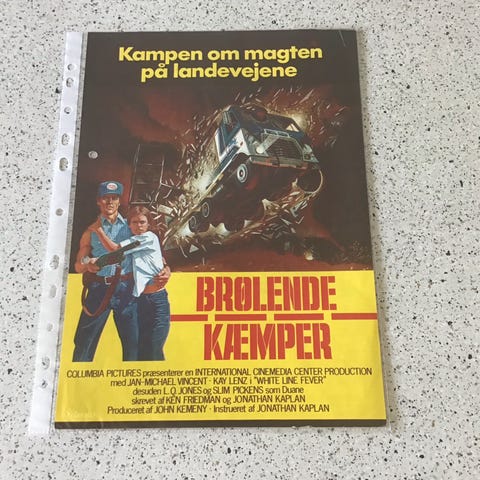 Kampen om magten
på landevejene
BRØLENDE
KÆMPER
COLUMBIA PICTURES præsenterer en INTERNATIONAL CINEMEDIA CENTER PRODUCTION
med JAN-MICHAEL VINCENT · KAY LENZ i "WHITE LINE FEVER"
desuden L. Q. JONES og SLIM PICKENS som Duane
skrevet af KEN FRIEDMAN og JONATHAN KAPLAN
Produceret af JOHN KEMENY · Instrueret af JONATHAN KAPLAN